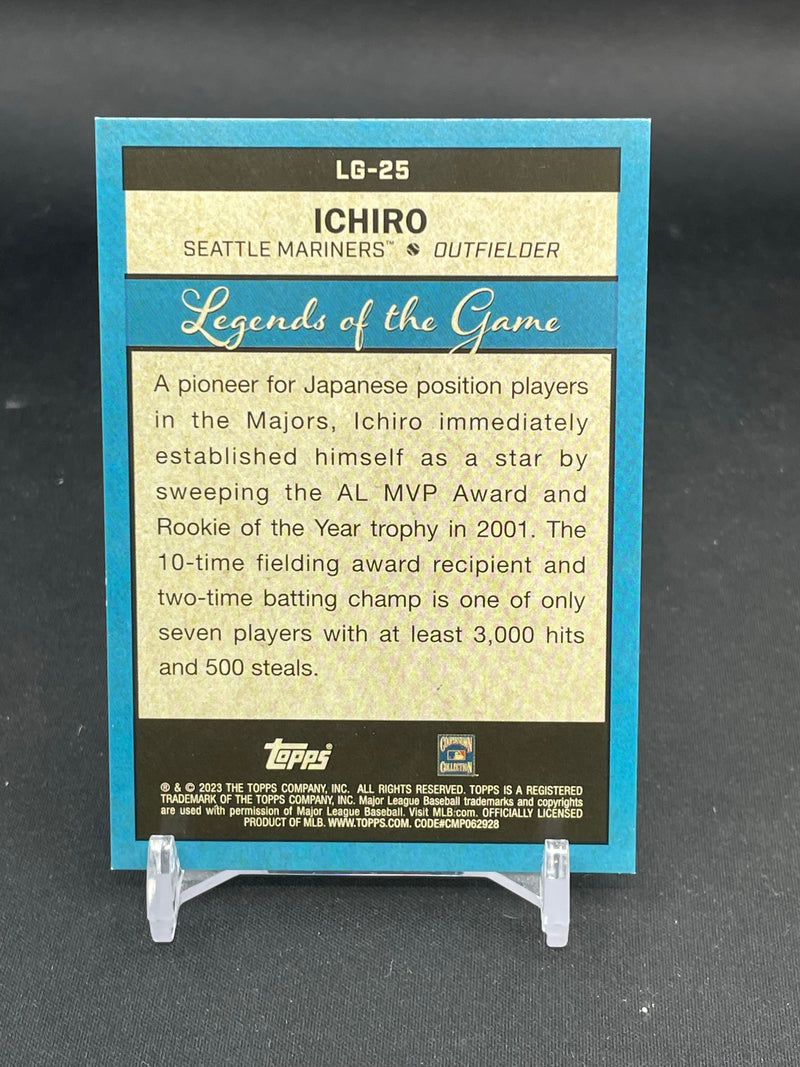 LG-25
ICHIRO
SEATTLE MARINERS™ OUTFIELDER
Legends of the Game
A pioneer for Japanese position players
in the Majors, Ichiro immediately
established himself as a star by
sweeping the AL MVP Award and
Rookie of the Year trophy in 2001. The
10-time fielding award recipient and
two-time batting champ is one of only
seven players with at least 3,000 hits
and 500 steals.
topps®
COOPERSTOWN
COLLECTION
® & © 2023 THE TOPPS COMPANY, INC. ALL RIGHTS RESERVED. TOPPS IS A REGISTERED
TRADEMARK OF THE TOPPS COMPANY, INC. Major League Baseball trademarks and copyrights
are used with permission of Major League Baseball. Visit MLB.com. OFFICIALLY LICENSED
PRODUCT OF MLB. WWW.TOPPS.COM. CODE#CMP062928